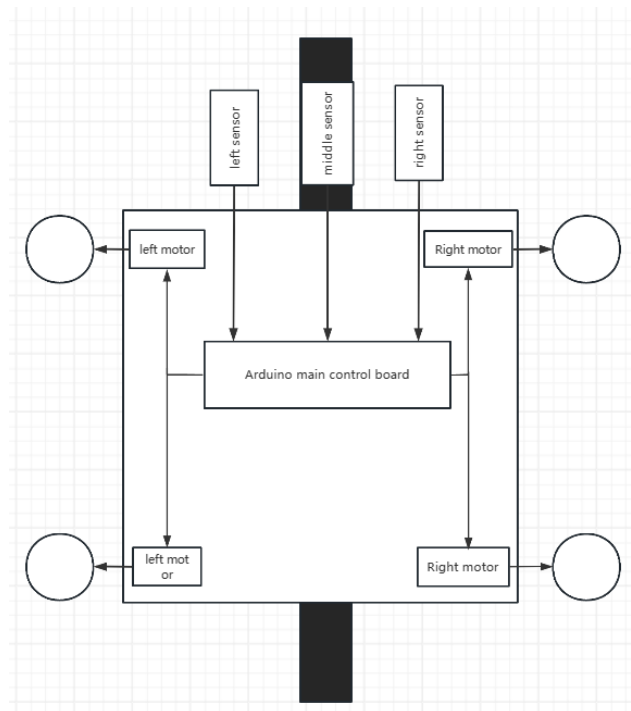 left sensor
middle sensor
right sensor
left motor
Right motor
Arduino main control board
left mot
or
Right motor